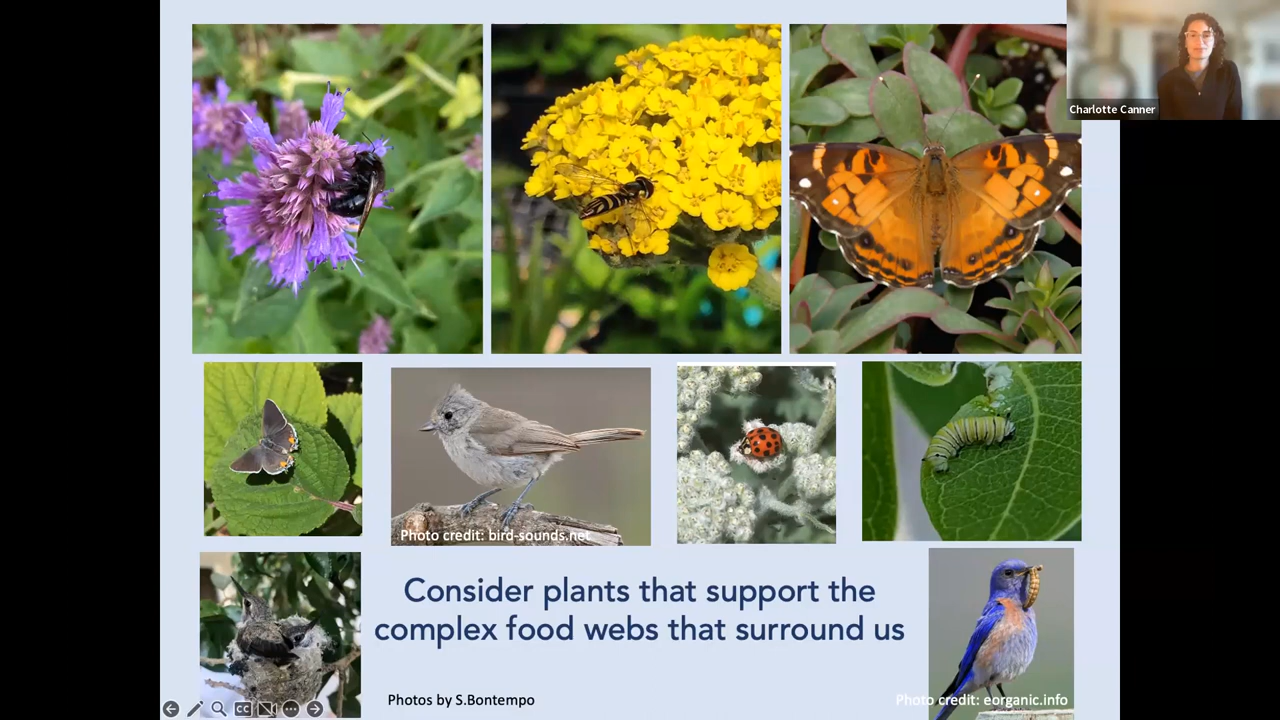 Charlotte Canner
Photo credit: bird-sounds.net
Consider plants that support the
complex food webs that surround us
Photos by S.Bontempo
Photo credit: eorganic.info
CC